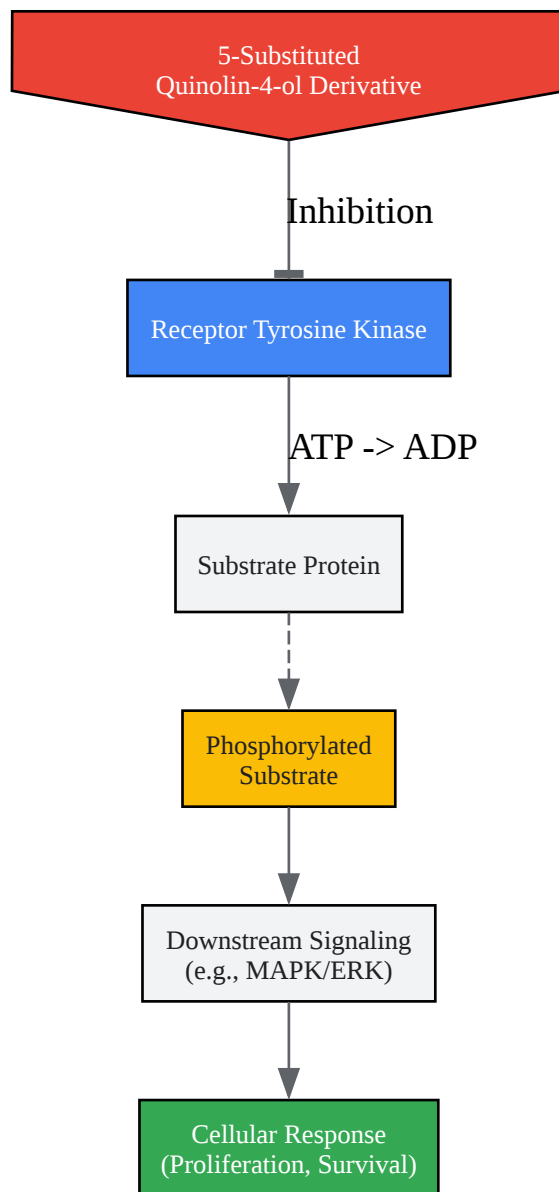 5-Substituted
Quinolin-4-ol Derivative
Inhibition
Receptor Tyrosine Kinase
ATP -> ADP
Substrate Protein
Phosphorylated
Substrate
Downstream Signaling
(e.g., MAPK/ERK)
Cellular Response
(Proliferation, Survival)